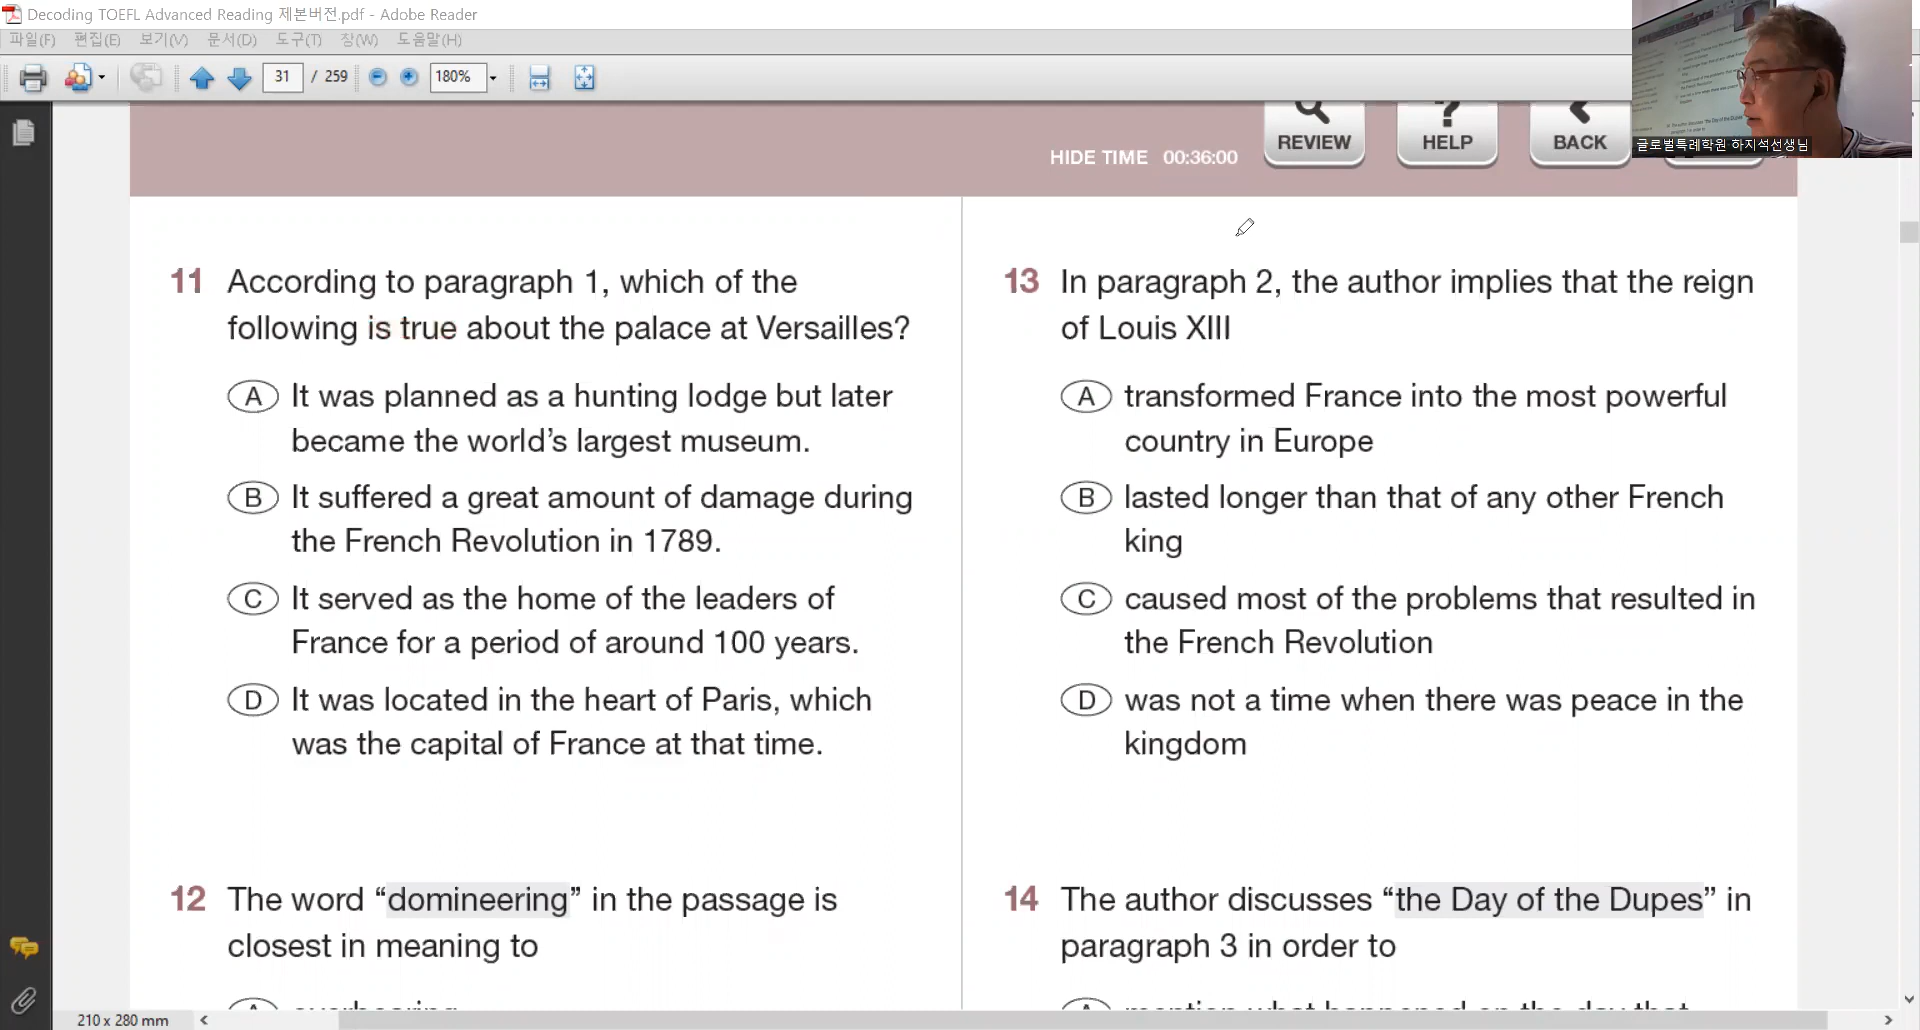 Decoding TOEFL Advanced Reading 제본버전.pdf - Adobe Reader
파일(F) 편집(E) 보기(V) 문서(D) 도구(T) 창(W) 도움말(H)
31 / 259 180%
글로벌특례학원 하지석선생님
HIDE TIME 00:36:00
REVIEW
HELP
BACK
11 According to paragraph 1, which of the
following is true about the palace at Versailles?
A It was planned as a hunting lodge but later
became the world’s largest museum.
B It suffered a great amount of damage during
the French Revolution in 1789.
C It served as the home of the leaders of
France for a period of around 100 years.
D It was located in the heart of Paris, which
was the capital of France at that time.
12 The word “domineering” in the passage is
closest in meaning to
13 In paragraph 2, the author implies that the reign
of Louis XIII
A transformed France into the most powerful
country in Europe
B lasted longer than that of any other French
king
C caused most of the problems that resulted in
the French Revolution
D was not a time when there was peace in the
kingdom
14 The author discusses “the Day of the Dupes” in
paragraph 3 in order to
210 x 280 mm